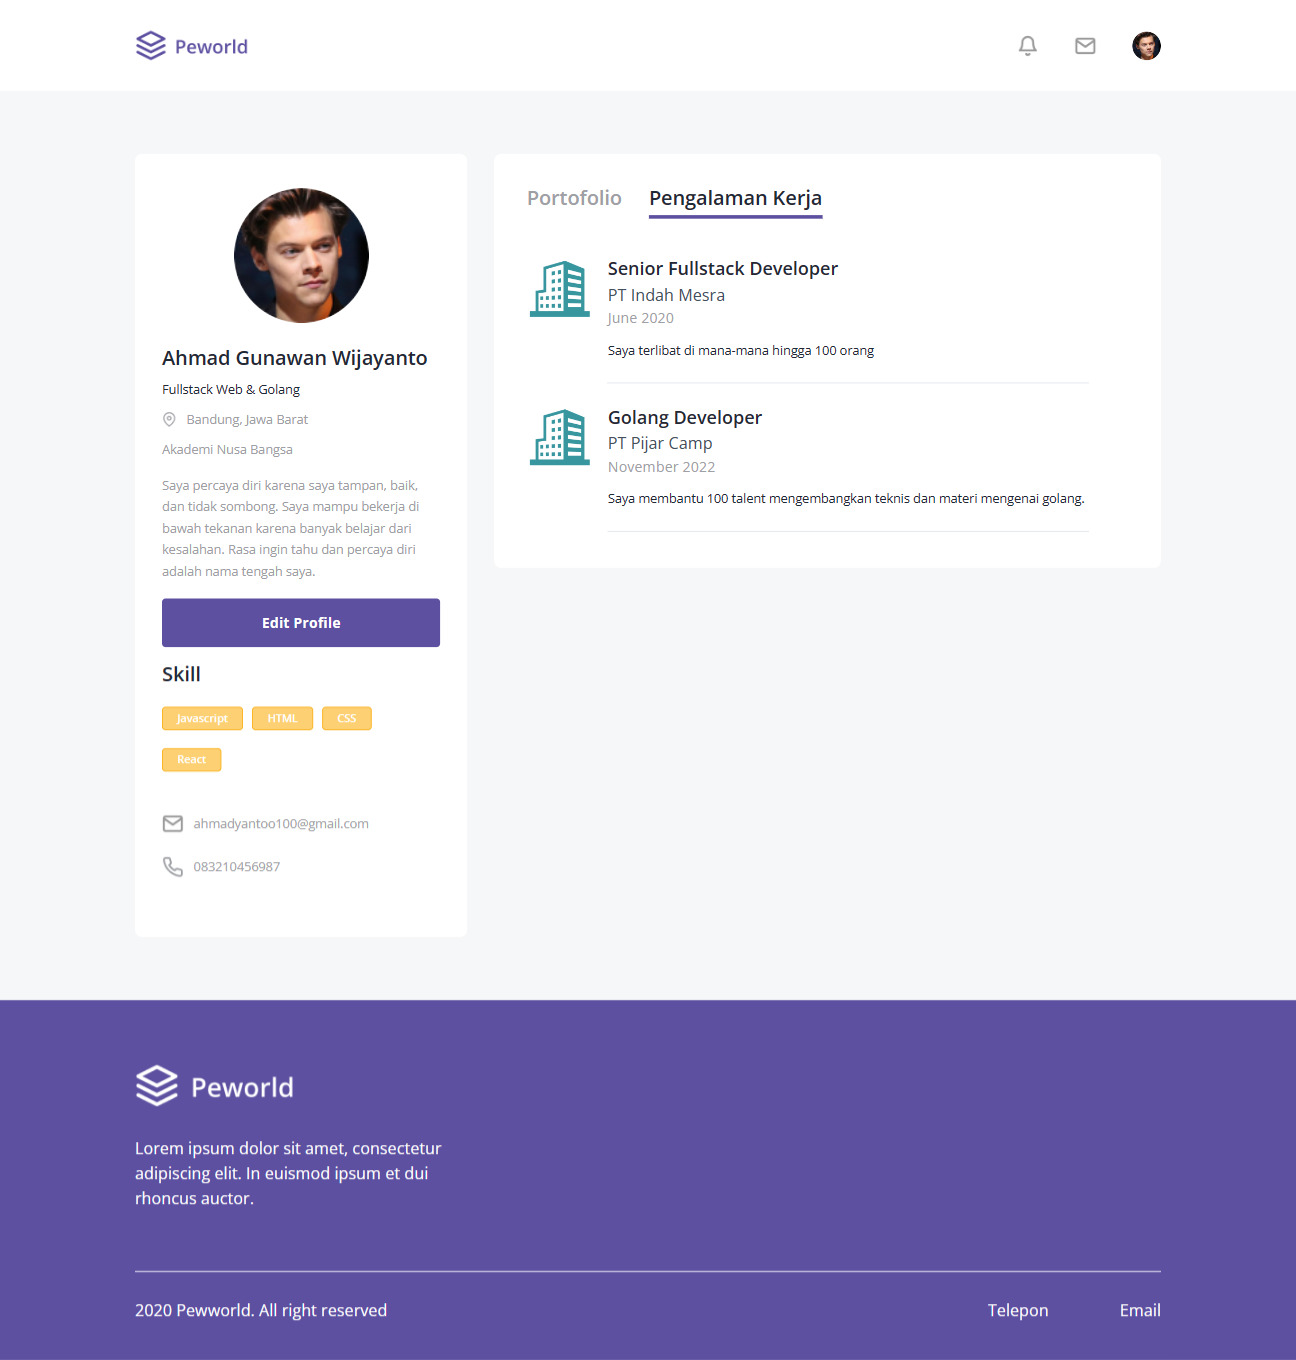 Peworld
Ahmad Gunawan Wijayanto
Fullstack Web & Golang
Bandung, Jawa Barat
Akademi Nusa Bangsa
Saya percaya diri karena saya tampan, baik,
dan tidak sombong. Saya mampu bekerja di
bawah tekanan karena banyak belajar dari
kesalahan. Rasa ingin tahu dan percaya diri
adalah nama tengah saya.
Edit Profile
Skill
Javascript HTML CSS
React
ahmadyantoo100@gmail.com
083210456987
Portofolio Pengalaman Kerja
Senior Fullstack Developer
PT Indah Mesra
June 2020
Saya terlibat di mana-mana hingga 100 orang
Golang Developer
PT Pijar Camp
November 2022
Saya membantu 100 talent mengembangkan teknis dan materi mengenai golang.
Peworld
Lorem ipsum dolor sit amet, consectetur
adipiscing elit. In euismod ipsum et dui
rhoncus auctor.
2020 Pewworld. All right reserved Telepon Email